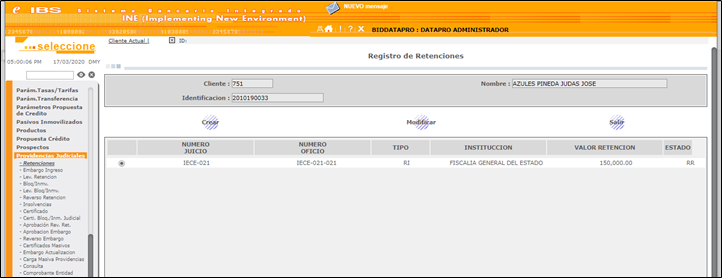 e IBS Sistema Bancario Integrado
INE (Implementing New Environment)
NUEVO mensaje
BIDDATAPRO : DATAPRO ADMINISTRADOR
... seleccione
Cliente Actual | ID:
05:00:06 PM 17/03/2020 DMY
Parám.Tasas/Tarifas
Parám.Transferencia
Parámetros Propuesta de Credito
Pasivos Inmovilizados
Productos
Propuesta Crédito
Prospectos
Providencias Judiciales
- Retenciones
- Embargo Ingreso
- Lev. Retencion
- Bloq/Inmv.
- Lev. Bloq/Inmv.
- Reverso Retencion
- Insolvencias
- Certificado
- Certi. Bloq./Inm. Judicial
- Aprobación Rev. Ret.
- Aprobacion Embargo
- Reverso Embargo
- Certificados Masivos
- Embargo Actualizacion
- Carga Masiva Providencias
- Consulta
- Comprobante Entidad
Registro de Retenciones
Cliente : 751 Nombre : AZULES PINEDA JUDAS JOSE
Identificacion : 2010190033
Crear Modificar Salir
NUMERO JUICIO NUMERO OFICIO TIPO INSTITUCCION VALOR RETENCION ESTADO
IECE-021 IECE-021-021 RI FISCALIA GENERAL DEL ESTADO 150,000.00 RR